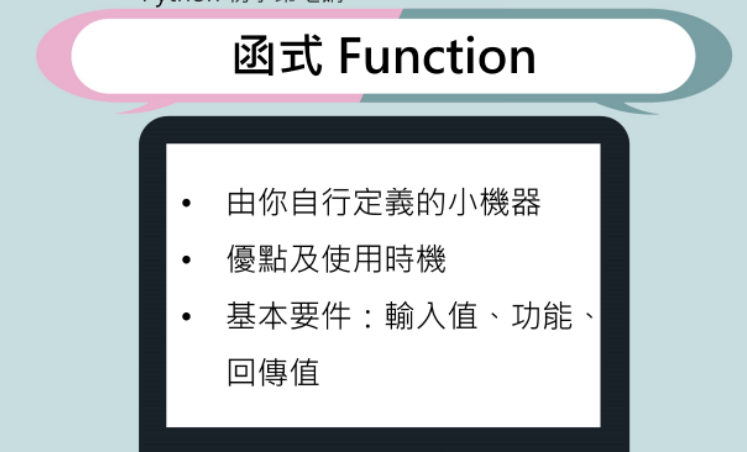 Python
函式 Function
• 由你自行定義的小機器
• 優點及使用時機
• 基本要件：輸入值、功能、
回傳值